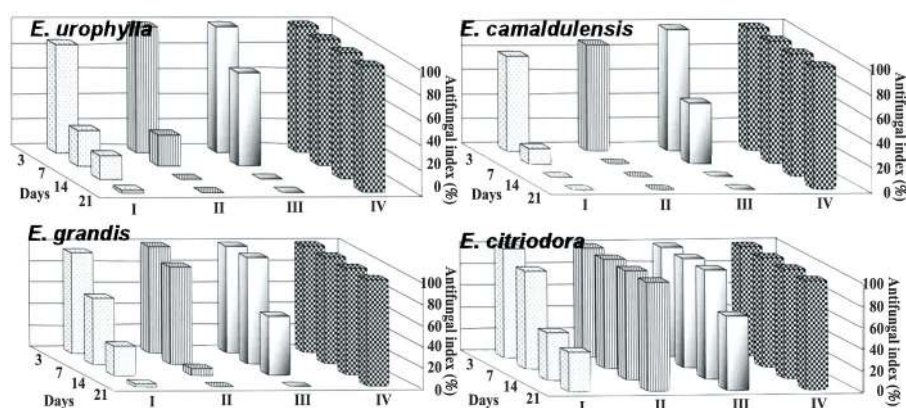 E. urophylla
100
80
60
40
20
0
Antifungal index (%)
3
7
14
21
Days
I
II
III
IV
E. camaldulensis
100
80
60
40
20
0
Antifungal index (%)
3
7
14
21
Days
I
II
III
IV
E. grandis
100
80
60
40
20
0
Antifungal index (%)
3
7
14
21
Days
I
II
III
IV
E. citriodora
100
80
60
40
20
0
Antifungal index (%)
3
7
14
21
Days
I
II
III
IV